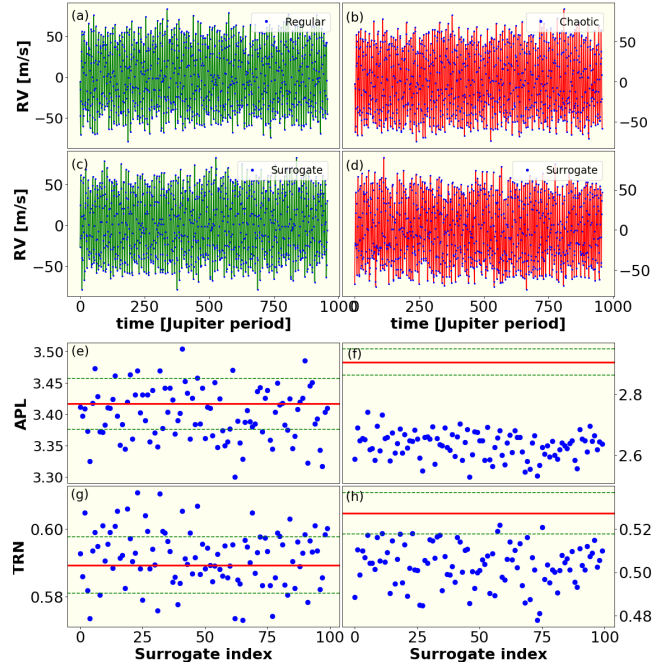 (a) Regular
(b) Chaotic
RV [m/s]
50
0
−50
50
0
−50
(c) Surrogate
(d) Surrogate
RV [m/s]
50
0
−50
50
0
−50
0 250 500 750 1000
0 250 500 750 1000
time [Jupiter period]
time [Jupiter period]
(e)
(f)
APL
3.50
3.45
3.40
3.35
3.30
2.8
2.6
(g)
(h)
TRN
0.60
0.58
0.52
0.50
0.48
0 25 50 75 100
0 25 50 75 100
Surrogate index
Surrogate index